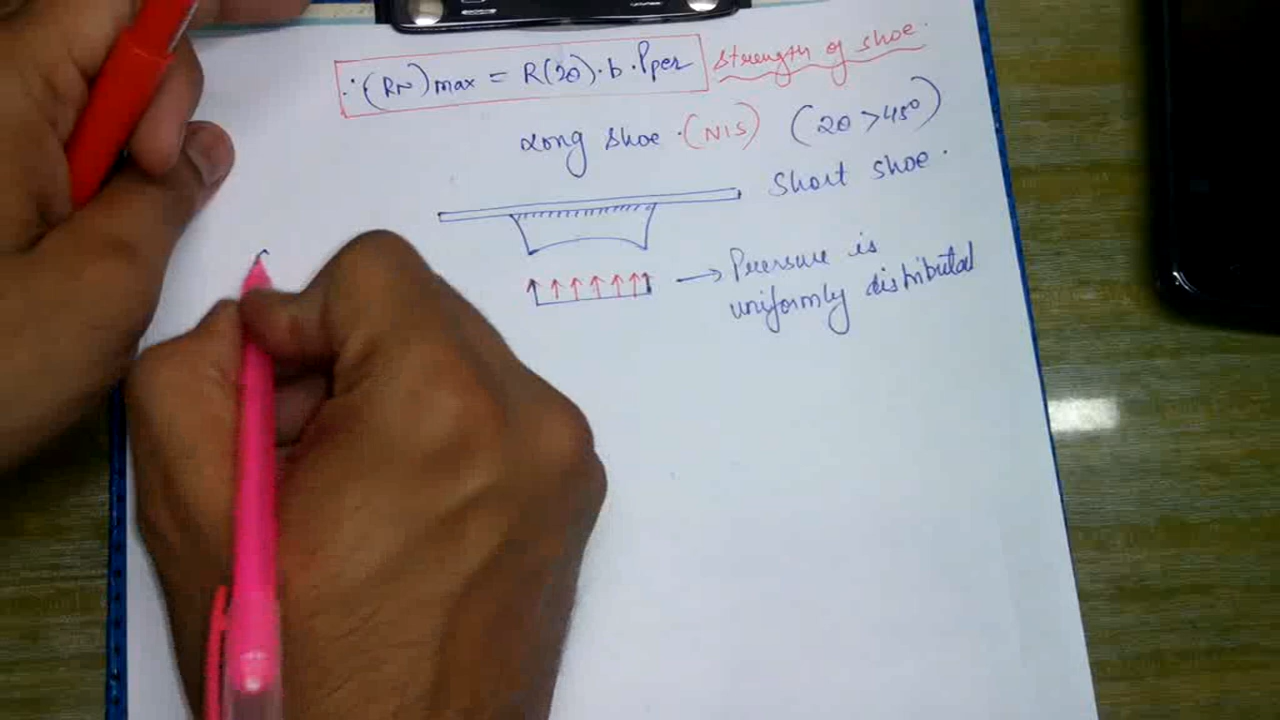 ∴ (RN)max = R(2θ)·b·Pper Strength of shoe.
Long shoe. (NIS) (2θ > 45°)
Short shoe.
→ Pressure is
uniformly distributed